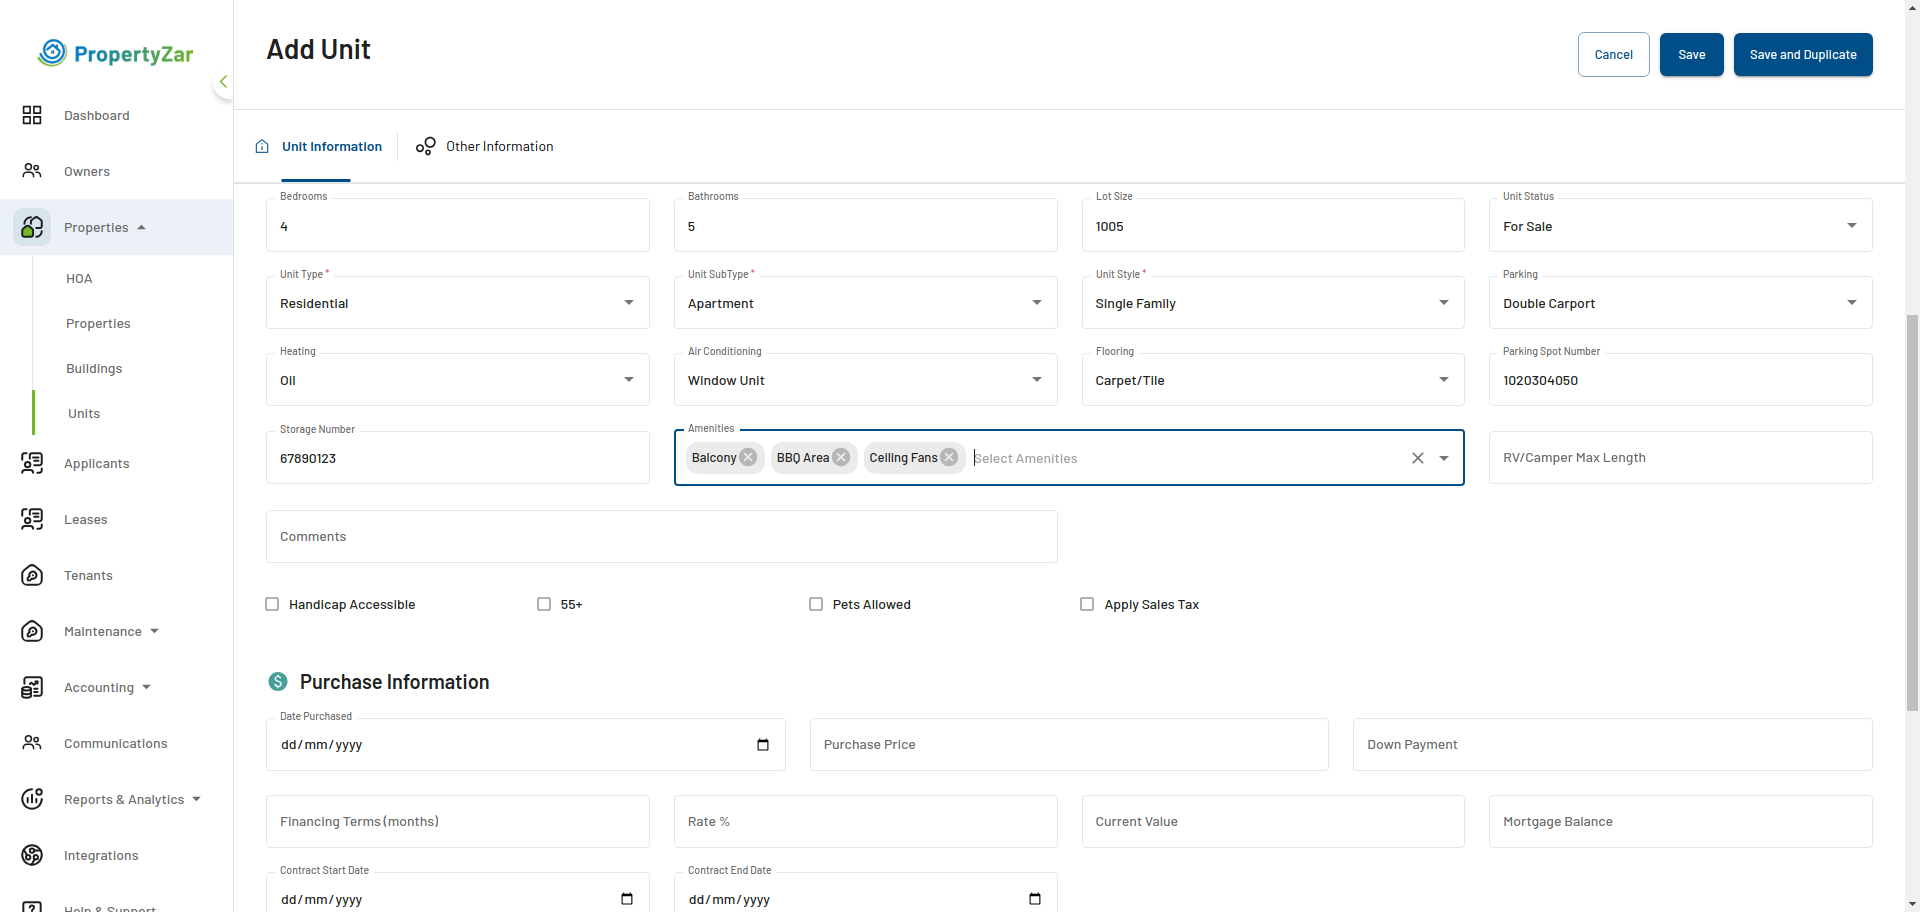 PropertyZar
Dashboard
Owners
Properties
HOA
Properties
Buildings
Units
Applicants
Leases
Tenants
Maintenance
Accounting
Communications
Reports & Analytics
Integrations
Help & Support
Add Unit
Cancel
Save
Save and Duplicate
Unit Information
Other Information
Bedrooms
4
Bathrooms
5
Lot Size
1005
Unit Status
For Sale
Unit Type *
Residential
Unit SubType *
Apartment
Unit Style *
Single Family
Parking
Double Carport
Heating
Oil
Air Conditioning
Window Unit
Flooring
Carpet/Tile
Parking Spot Number
1020304050
Storage Number
67890123
Amenities
Balcony
BBQ Area
Ceiling Fans
Select Amenities
RV/Camper Max Length
Comments
Handicap Accessible
55+
Pets Allowed
Apply Sales Tax
Purchase Information
Date Purchased
dd/mm/yyyy
Purchase Price
Down Payment
Financing Terms (months)
Rate %
Current Value
Mortgage Balance
Contract Start Date
dd/mm/yyyy
Contract End Date
dd/mm/yyyy